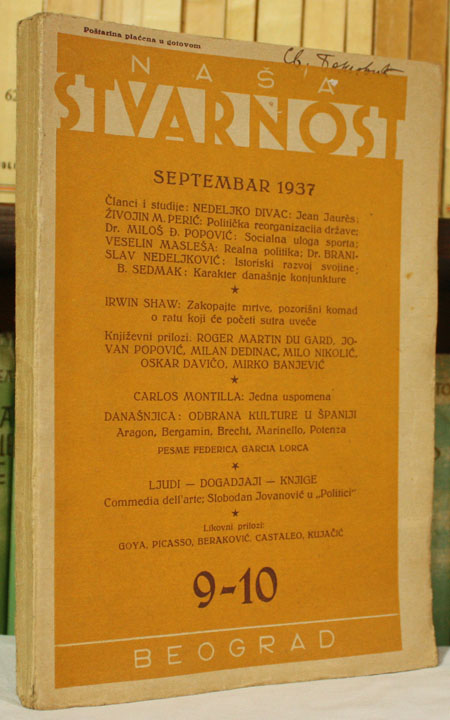 Poštarina plaćena u gotovom
NAŠA
STVARNOST
SEPTEMBAR 1937
Članci i studije: NEDELJKO DIVAC: Jean Jaurès;
ŽIVOJIN M. PERIĆ: Politička reorganizacija države;
Dr. MILOŠ Đ. POPOVIĆ: Socialna uloga sporta;
VESELIN MASLEŠA: Realna politika; Dr. BRANI-
SLAV NEDELJKOVIĆ: Istoriski razvoj svojine;
B. SEDMAK: Karakter današnje konjunkture
IRWIN SHAW: Zakopajte mrtve, pozorišni komad
o ratu koji će početi sutra uveče
Književni prilozi: ROGER MARTIN DU GARD, JO-
VAN POPOVIĆ, MILAN DEDINAC, MILO NIKOLIĆ,
OSKAR DAVIČO, MIRKO BANJEVIĆ
CARLOS MONTILLA: Jedna uspomena
DANAŠNJICA: ODBRANA KULTURE U ŠPANIJI
Aragon, Bergamin, Brecht, Marinello, Potenza
PESME FEDERICA GARCIA LORCA
LJUDI — DOGADJAJI — KNJIGE
Commedia dell'arte; Slobodan Jovanović u „Politici"
Likovni prilozi:
GOYA, PICASSO, BERAKOVIĆ, CASTALEO, KUJAČIĆ
9-10
BEOGRAD